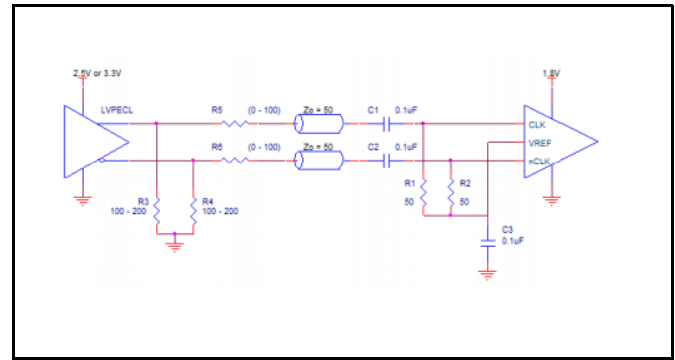 2.5V or 3.3V
1.8V
LVPECL
R5 (0 - 100) Zo = 50 C1 0.1uF
CLK
VREF
R6 (0 - 100) Zo = 50 C2 0.1uF
nCLK
R3
100 - 200
R4
100 - 200
R1
50
R2
50
C3
0.1uF